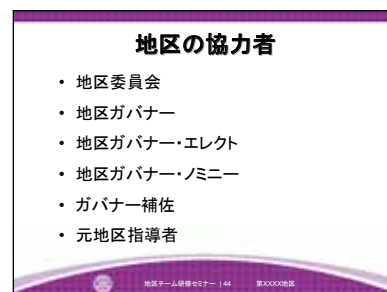 地区の協力者
• 地区委員会
• 地区ガバナー
• 地区ガバナー・エレクト
• 地区ガバナー・ノミニー
• ガバナー補佐
• 元地区指導者
地区チーム研修セミナー | 44 第XXXX地区